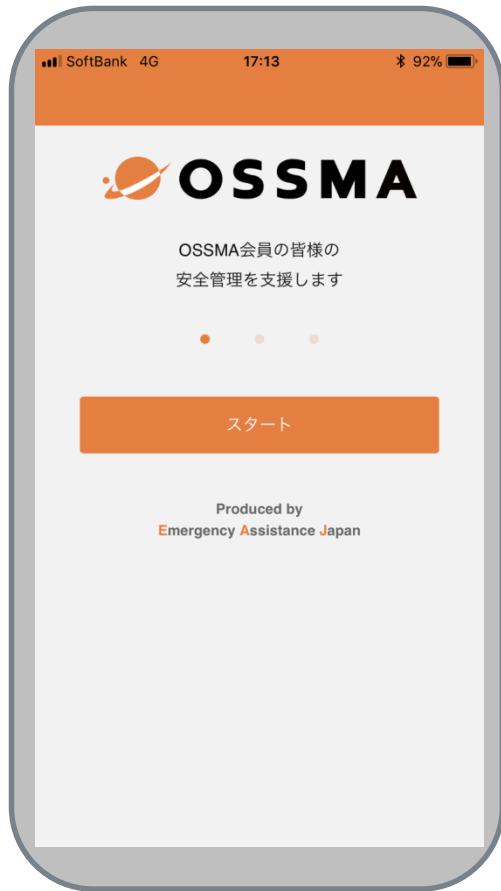 SoftBank 4G 17:13 92%
OSSMA
OSSMA会員の皆様の
安全管理を支援します
スタート
Produced by
Emergency Assistance Japan